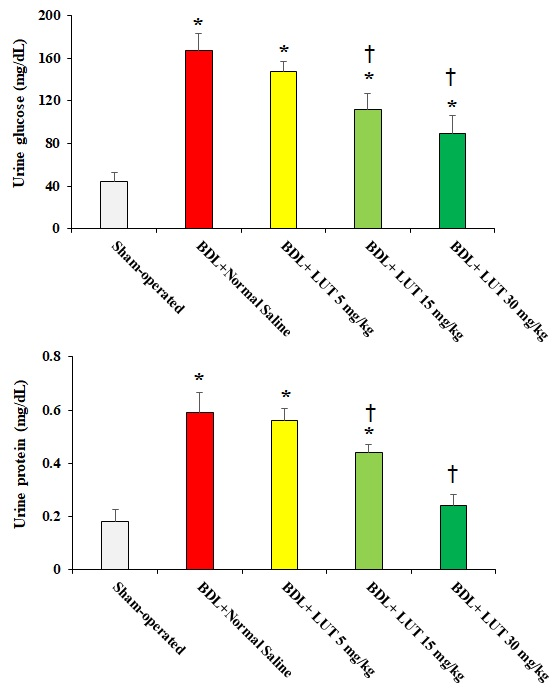 Urine glucose (mg/dL)
200
160
120
80
40
0
*
*
†
*
†
*
Sham-operated
BDL+Normal Saline
BDL+ LUT 5 mg/kg
BDL+ LUT 15 mg/kg
BDL+ LUT 30 mg/kg
Urine protein (mg/dL)
0.8
0.6
0.4
0.2
0
*
*
†
*
†
Sham-operated
BDL+Normal Saline
BDL+ LUT 5 mg/kg
BDL+ LUT 15 mg/kg
BDL+ LUT 30 mg/kg